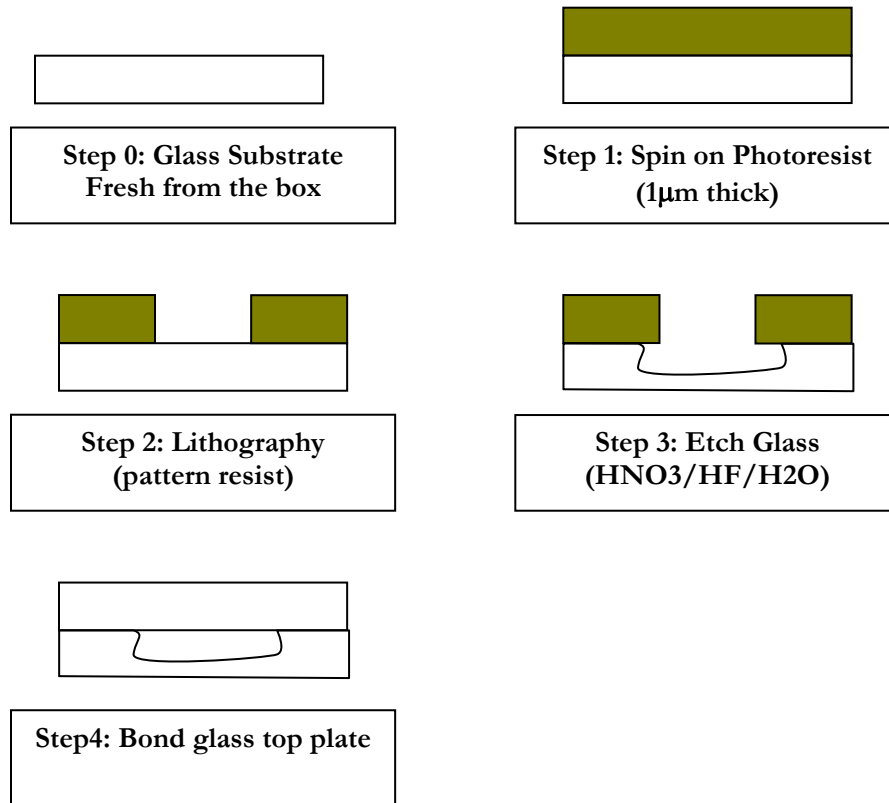 Step 0: Glass Substrate
Fresh from the box
Step 1: Spin on Photoresist
(1μm thick)
Step 2: Lithography
(pattern resist)
Step 3: Etch Glass
(HNO3/HF/H2O)
Step4: Bond glass top plate